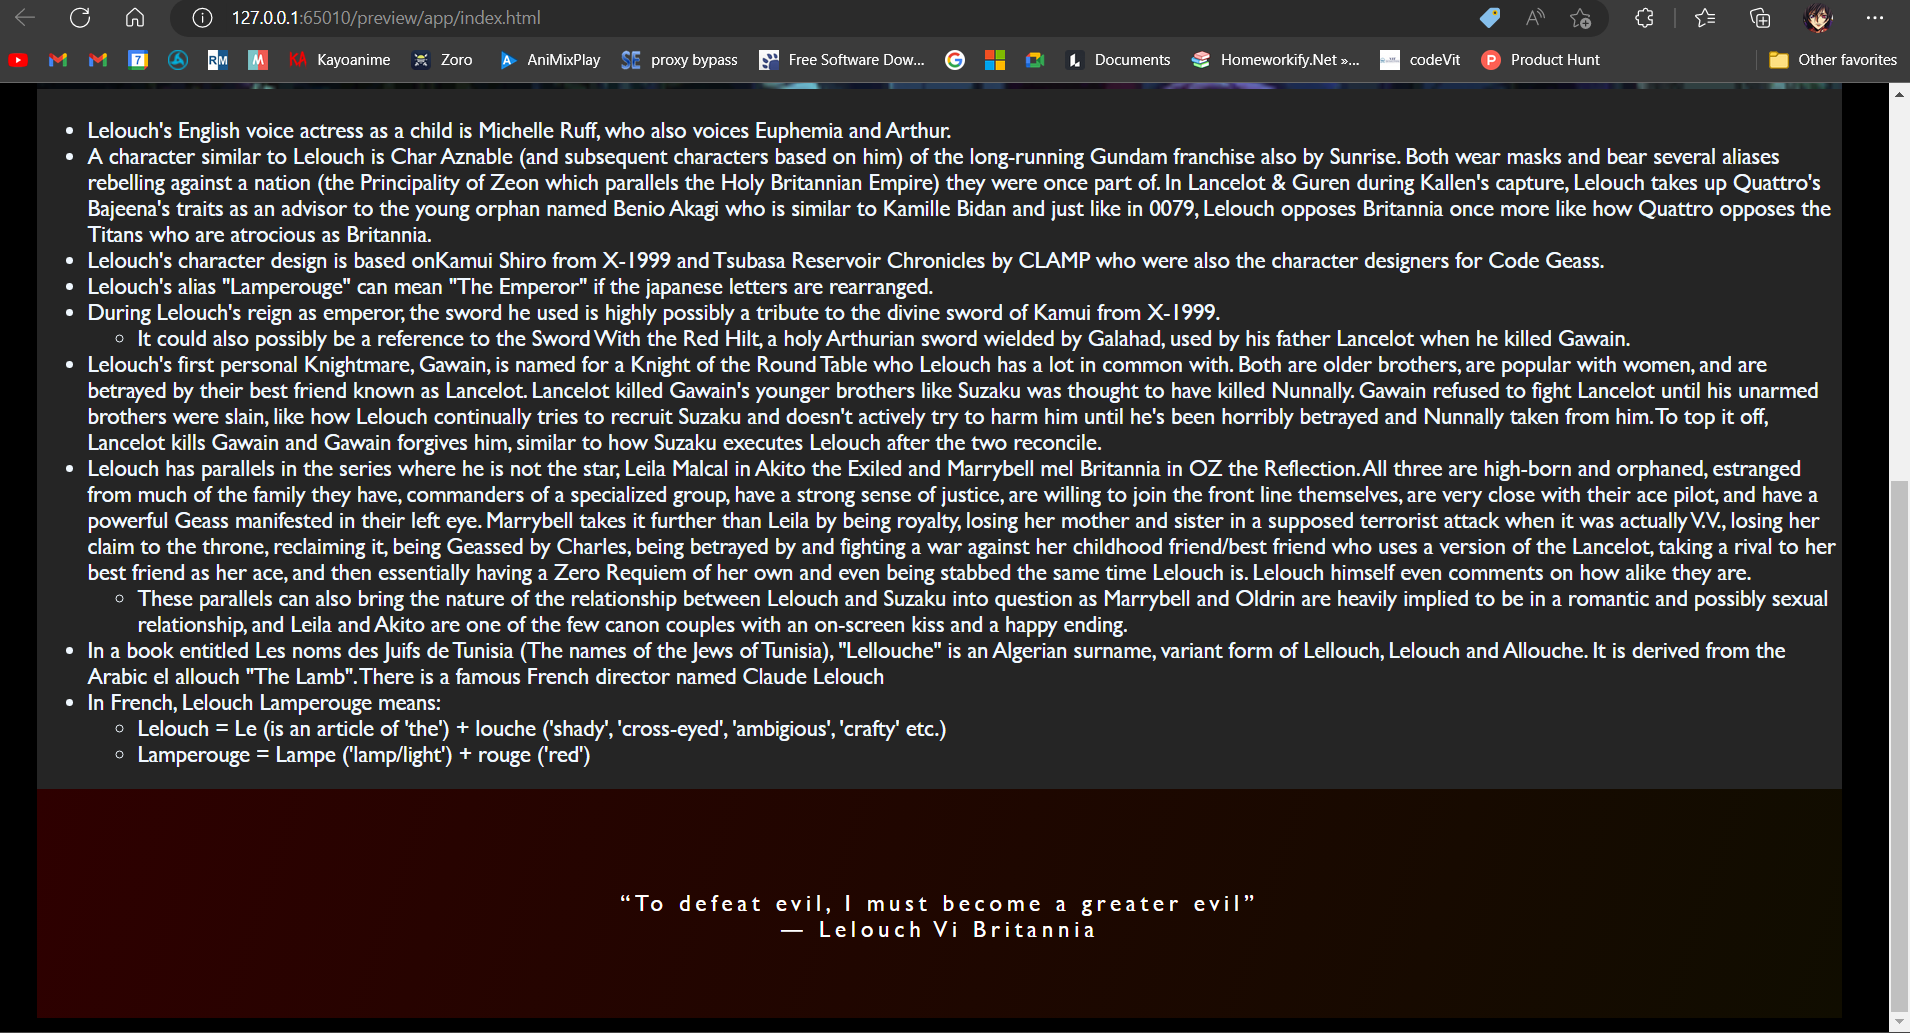 127.0.0.1:65010/preview/app/index.html
7 RM M KA Kayoanime Zoro AniMixPlay SE proxy bypass Free Software Dow... G Documents Homeworkify.Net »... codeVit P Product Hunt Other favorites
Lelouch's English voice actress as a child is Michelle Ruff, who also voices Euphemia and Arthur.
A character similar to Lelouch is Char Aznable (and subsequent characters based on him) of the long-running Gundam franchise also by Sunrise. Both wear masks and bear several aliases
rebelling against a nation (the Principality of Zeon which parallels the Holy Britannian Empire) they were once part of. In Lancelot & Guren during Kallen's capture, Lelouch takes up Quattro's
Bajeena's traits as an advisor to the young orphan named Benio Akagi who is similar to Kamille Bidan and just like in 0079, Lelouch opposes Britannia once more like how Quattro opposes the
Titans who are atrocious as Britannia.
Lelouch's character design is based onKamui Shiro from X-1999 and Tsubasa Reservoir Chronicles by CLAMP who were also the character designers for Code Geass.
Lelouch's alias "Lamperouge" can mean "The Emperor" if the japanese letters are rearranged.
During Lelouch's reign as emperor, the sword he used is highly possibly a tribute to the divine sword of Kamui from X-1999.
It could also possibly be a reference to the Sword With the Red Hilt, a holy Arthurian sword wielded by Galahad, used by his father Lancelot when he killed Gawain.
Lelouch's first personal Knightmare, Gawain, is named for a Knight of the Round Table who Lelouch has a lot in common with. Both are older brothers, are popular with women, and are
betrayed by their best friend known as Lancelot. Lancelot killed Gawain's younger brothers like Suzaku was thought to have killed Nunnally. Gawain refused to fight Lancelot until his unarmed
brothers were slain, like how Lelouch continually tries to recruit Suzaku and doesn't actively try to harm him until he's been horribly betrayed and Nunnally taken from him. To top it off,
Lancelot kills Gawain and Gawain forgives him, similar to how Suzaku executes Lelouch after the two reconcile.
Lelouch has parallels in the series where he is not the star, Leila Malcal in Akito the Exiled and Marrybell mel Britannia in OZ the Reflection. All three are high-born and orphaned, estranged
from much of the family they have, commanders of a specialized group, have a strong sense of justice, are willing to join the front line themselves, are very close with their ace pilot, and have a
powerful Geass manifested in their left eye. Marrybell takes it further than Leila by being royalty, losing her mother and sister in a supposed terrorist attack when it was actually V.V., losing her
claim to the throne, reclaiming it, being Geassed by Charles, being betrayed by and fighting a war against her childhood friend/best friend who uses a version of the Lancelot, taking a rival to her
best friend as her ace, and then essentially having a Zero Requiem of her own and even being stabbed the same time Lelouch is. Lelouch himself even comments on how alike they are.
These parallels can also bring the nature of the relationship between Lelouch and Suzaku into question as Marrybell and Oldrin are heavily implied to be in a romantic and possibly sexual
relationship, and Leila and Akito are one of the few canon couples with an on-screen kiss and a happy ending.
In a book entitled Les noms des Juifs de Tunisia (The names of the Jews of Tunisia), "Lellouche" is an Algerian surname, variant form of Lellouch, Lelouch and Allouche. It is derived from the
Arabic el allouch "The Lamb". There is a famous French director named Claude Lelouch
In French, Lelouch Lamperouge means:
Lelouch = Le (is an article of 'the') + louche ('shady', 'cross-eyed', 'ambigious', 'crafty' etc.)
Lamperouge = Lampe ('lamp/light') + rouge ('red')
“To defeat evil, I must become a greater evil”
— Lelouch Vi Britannia